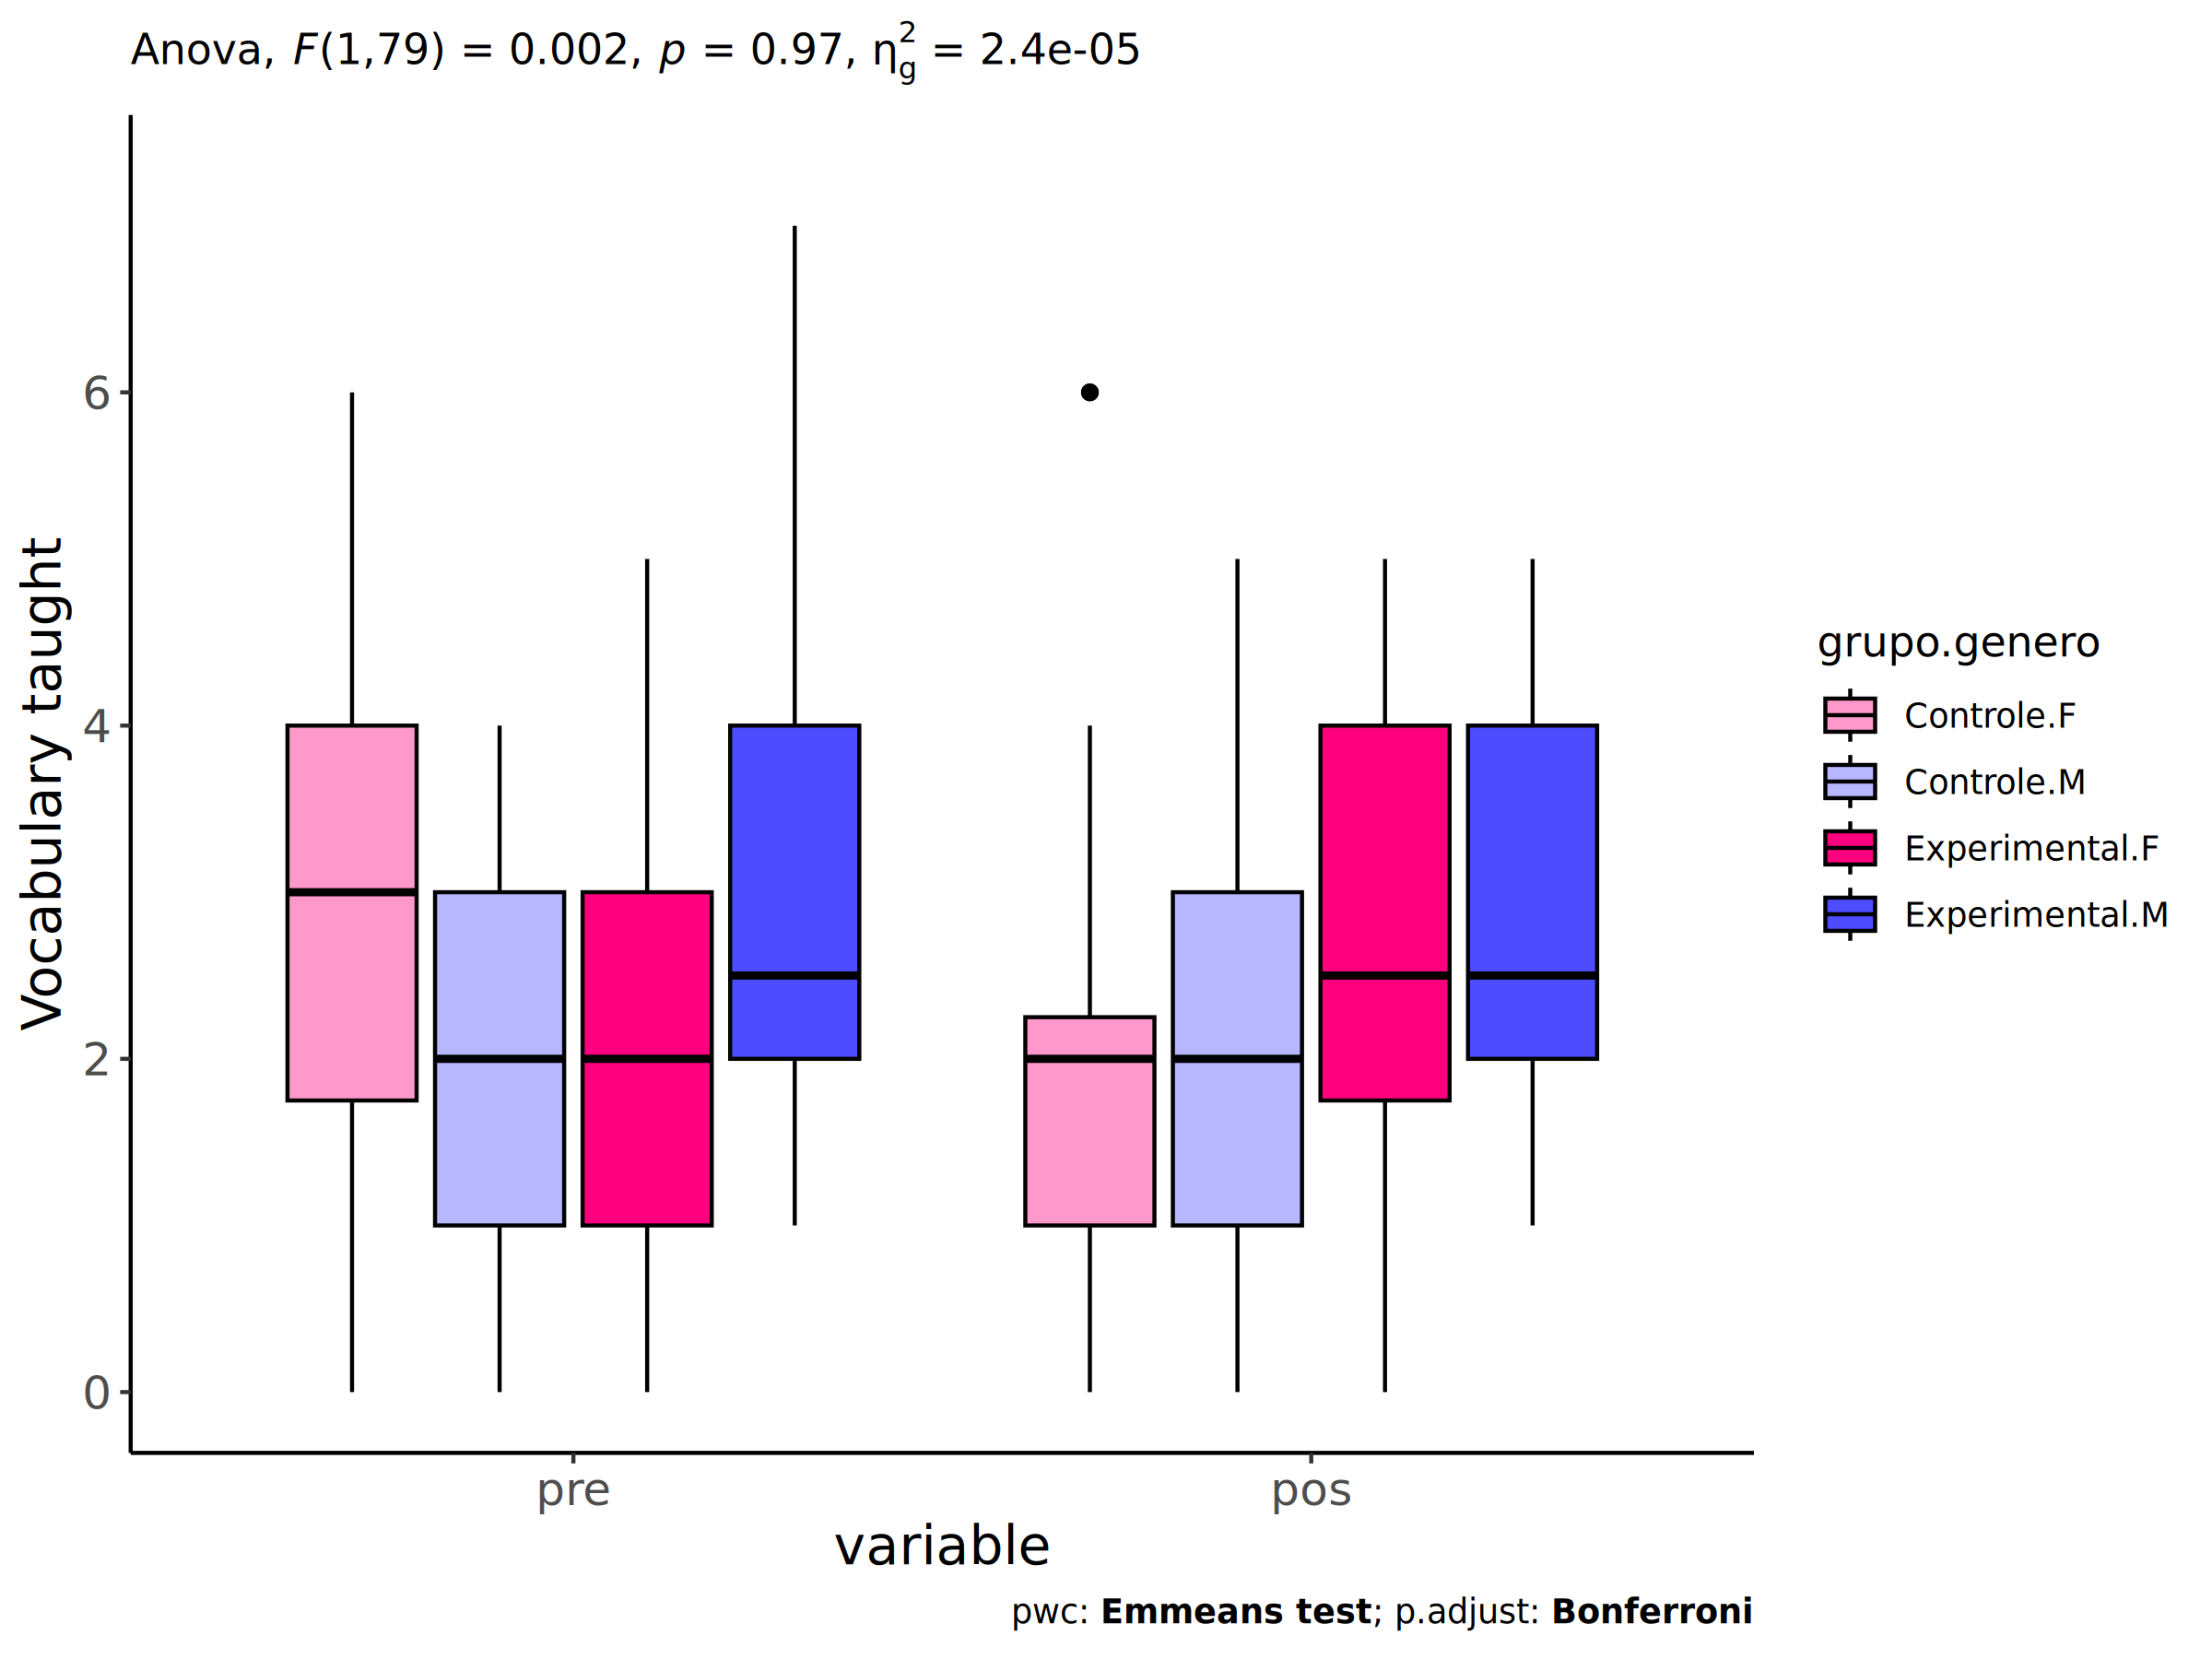 Anova, F(1,79) = 0.002, p = 0.97, η²g = 2.4e-05
Vocabulary taught
6
4
2
0
pre
pos
variable
grupo.genero
Controle.F
Controle.M
Experimental.F
Experimental.M
pwc: Emmeans test; p.adjust: Bonferroni